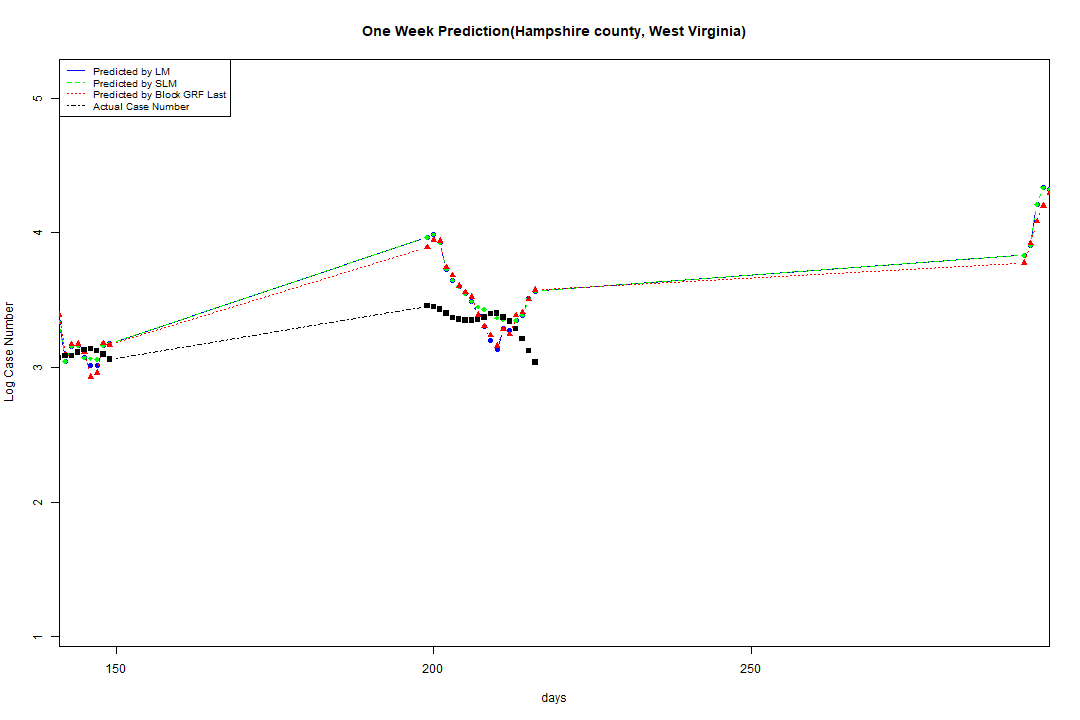 One Week Prediction(Hampshire county, West Virginia)
Predicted by LM
Predicted by SLM
Predicted by Block GRF Last
Actual Case Number
5
4
3
2
1
Log Case Number
150 200 250
days